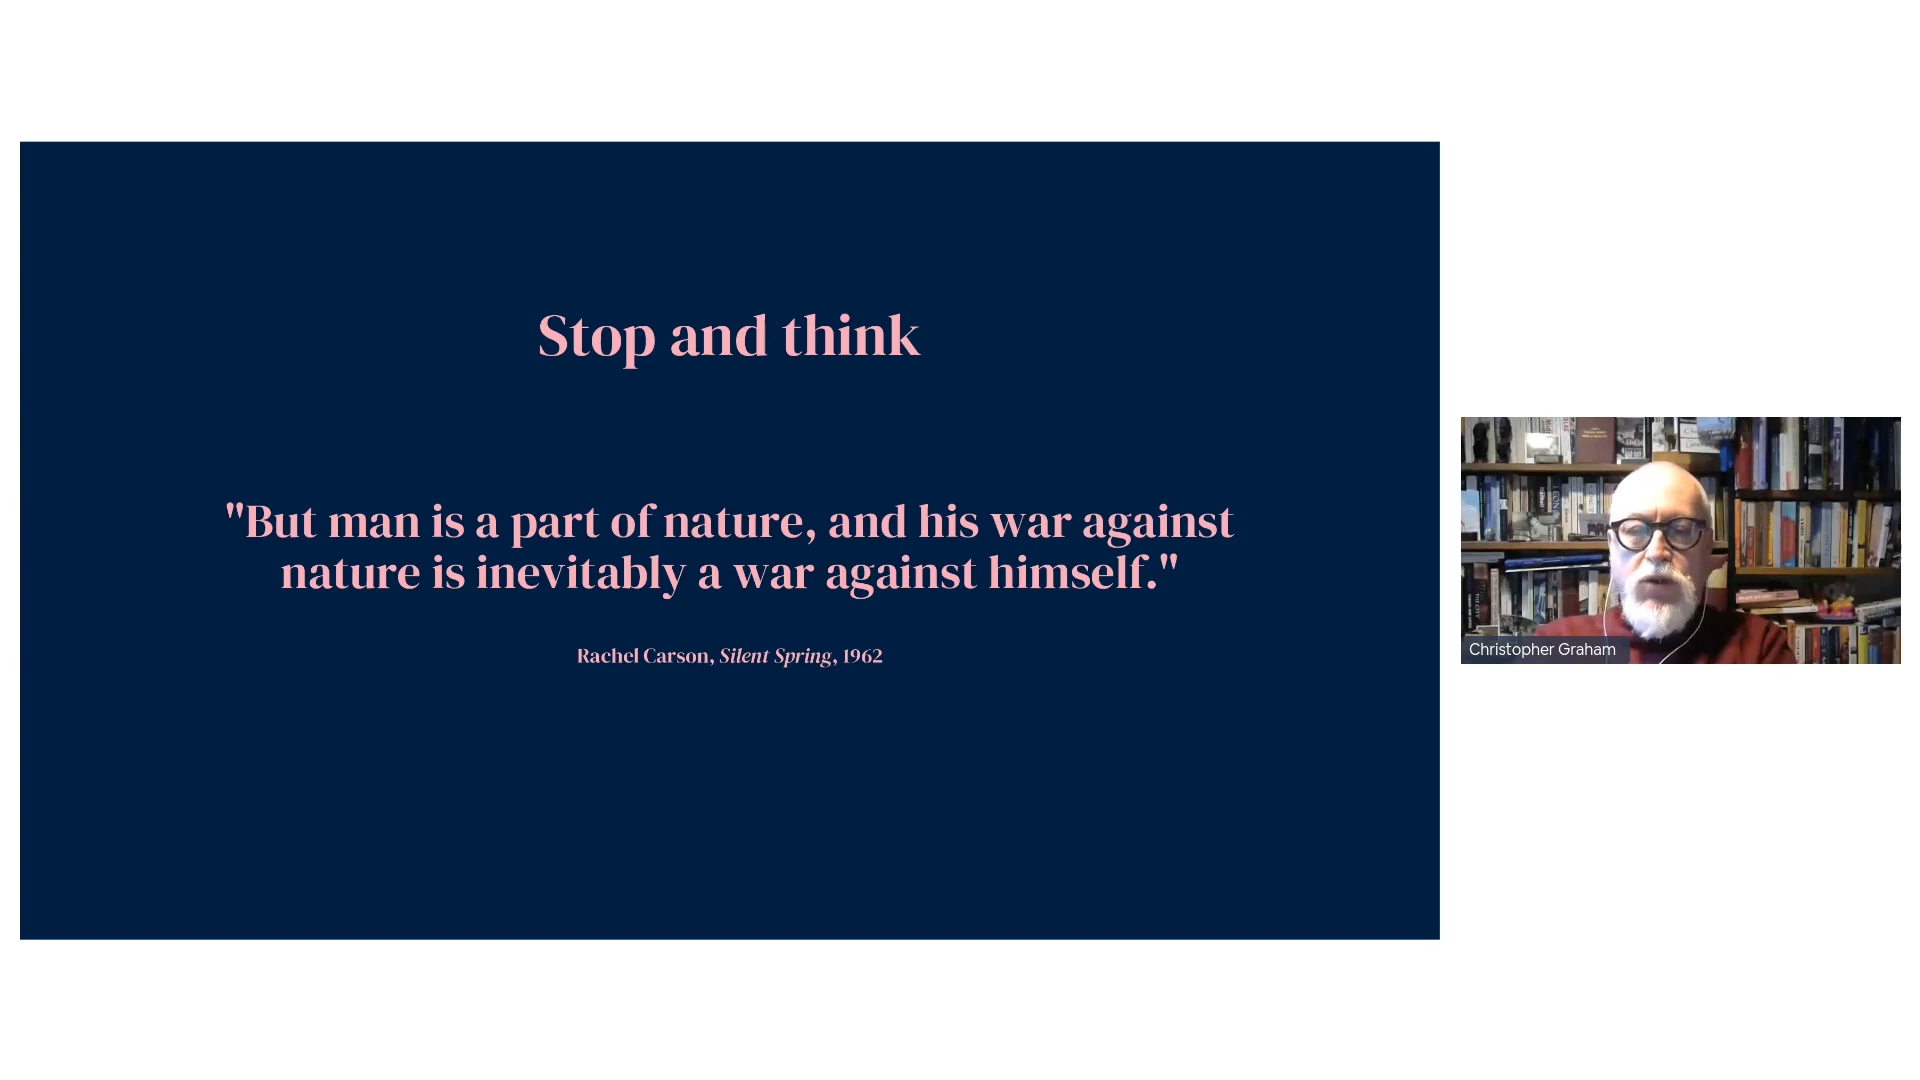 Stop and think
"But man is a part of nature, and his war against
nature is inevitably a war against himself."
Rachel Carson, Silent Spring, 1962
Christopher Graham